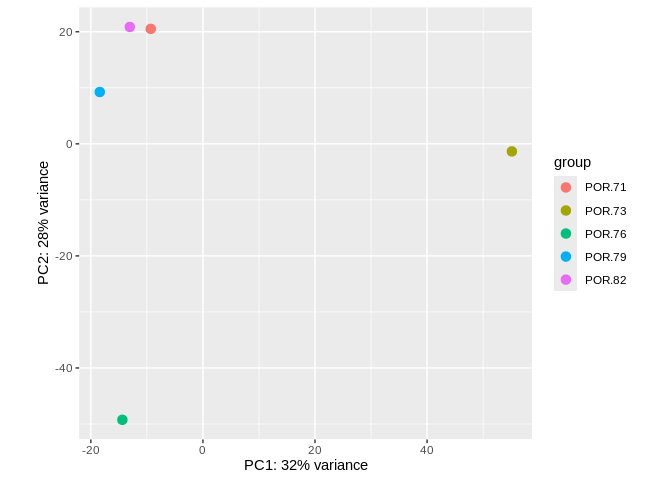 20
0
-20
-40
PC2: 28% variance
-20
0
20
40
PC1: 32% variance
group
POR.71
POR.73
POR.76
POR.79
POR.82